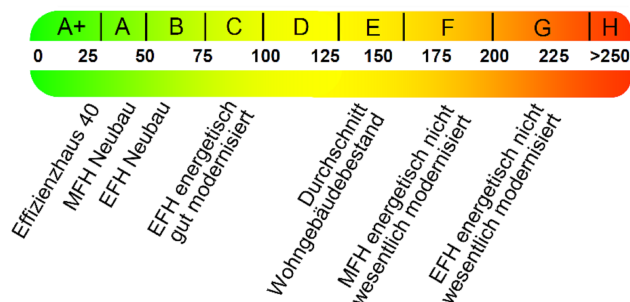 A+ A B C D E F G H
0 25 50 75 100 125 150 175 200 225 >250
Effizienzhaus 40
MFH Neubau
EFH Neubau
EFH energetisch
gut modernisiert
Durchschnitt
Wohngebäudebestand
MFH energetisch nicht
wesentlich modernisiert
EFH energetisch nicht
wesentlich modernisiert